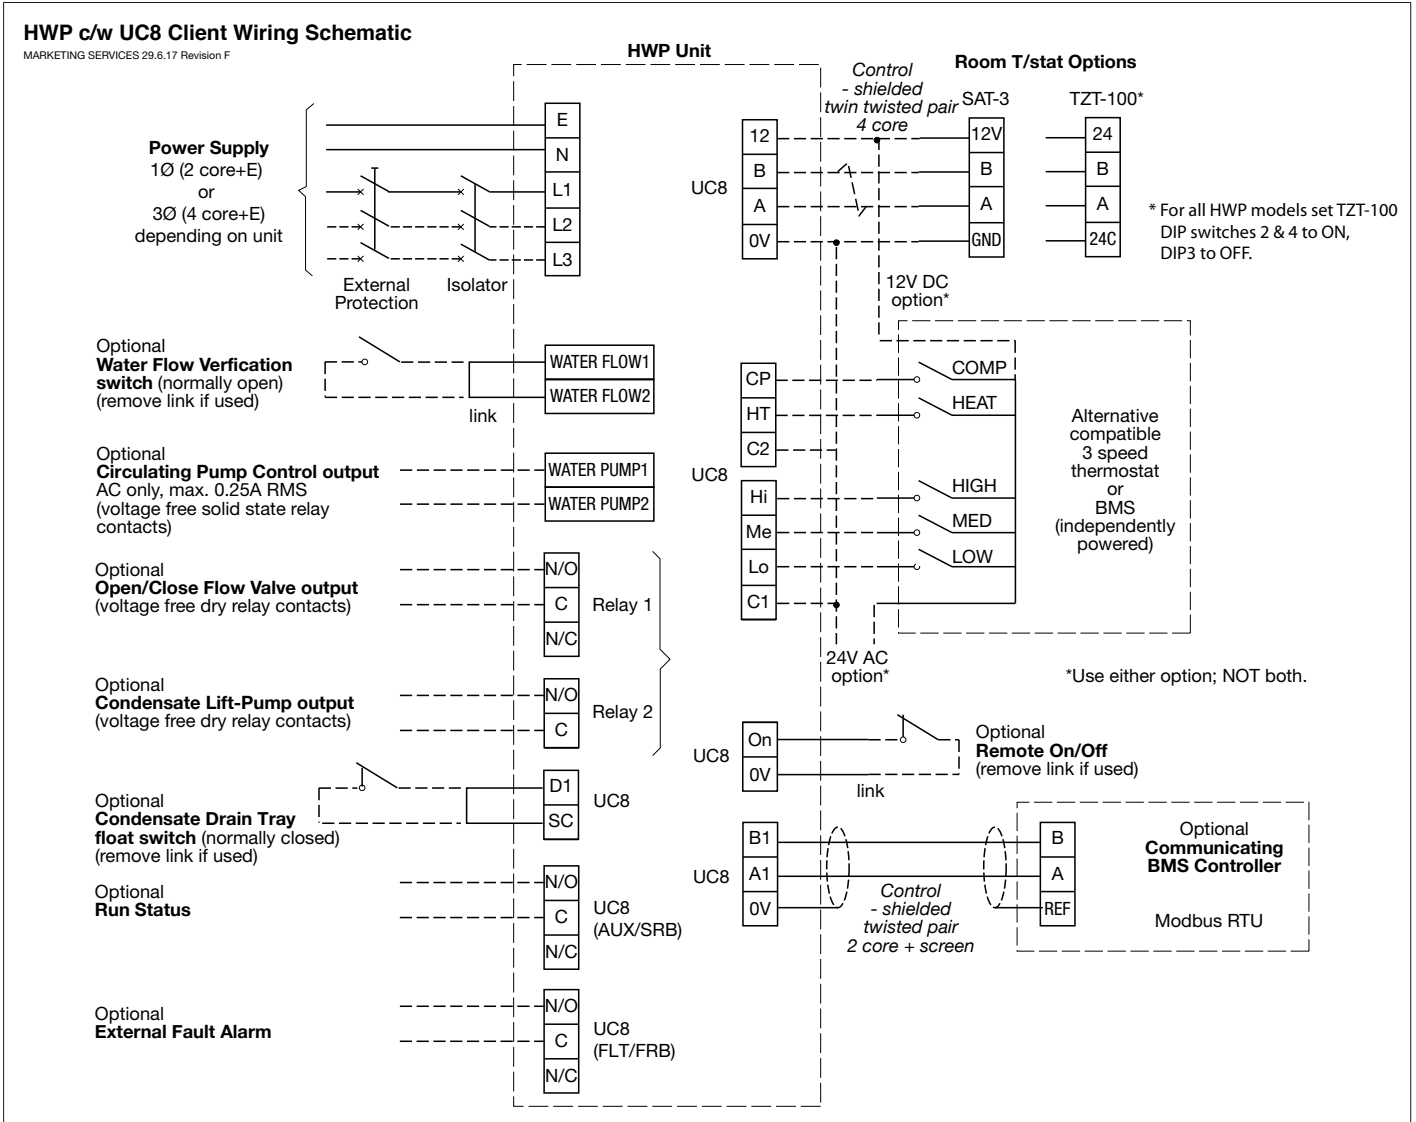 HWP c/w UC8 Client Wiring Schematic
MARKETING SERVICES 29.6.17 Revision F
HWP Unit
Power Supply
1Ø (2 core+E)
or
3Ø (4 core+E)
depending on unit
External
Protection
Isolator
E
N
L1
L2
L3
Optional
Water Flow Verfication
switch (normally open)
(remove link if used)
link
WATER FLOW1
WATER FLOW2
Optional
Circulating Pump Control output
AC only, max. 0.25A RMS
(voltage free solid state relay
contacts)
WATER PUMP1
WATER PUMP2
Optional
Open/Close Flow Valve output
(voltage free dry relay contacts)
N/O
C
N/C
Relay 1
Optional
Condensate Lift-Pump output
(voltage free dry relay contacts)
N/O
C
Relay 2
Optional
Condensate Drain Tray
float switch (normally closed)
(remove link if used)
D1
SC
UC8
Optional
Run Status
N/O
C
N/C
UC8
(AUX/SRB)
Optional
External Fault Alarm
N/O
C
N/C
UC8
(FLT/FRB)
Control
- shielded
twin twisted pair
4 core
Room T/stat Options
SAT-3
TZT-100*
UC8
12
B
A
0V
12V
B
A
GND
24
B
A
24C
* For all HWP models set TZT-100
DIP switches 2 & 4 to ON,
DIP3 to OFF.
12V DC
option*
UC8
CP
HT
C2
Hi
Me
Lo
C1
COMP
HEAT
HIGH
MED
LOW
Alternative
compatible
3 speed
thermostat
or
BMS
(independently
powered)
24V AC
option*
*Use either option; NOT both.
UC8
On
0V
link
Optional
Remote On/Off
(remove link if used)
UC8
B1
A1
0V
Control
- shielded
twisted pair
2 core + screen
B
A
REF
Optional
Communicating
BMS Controller
Modbus RTU